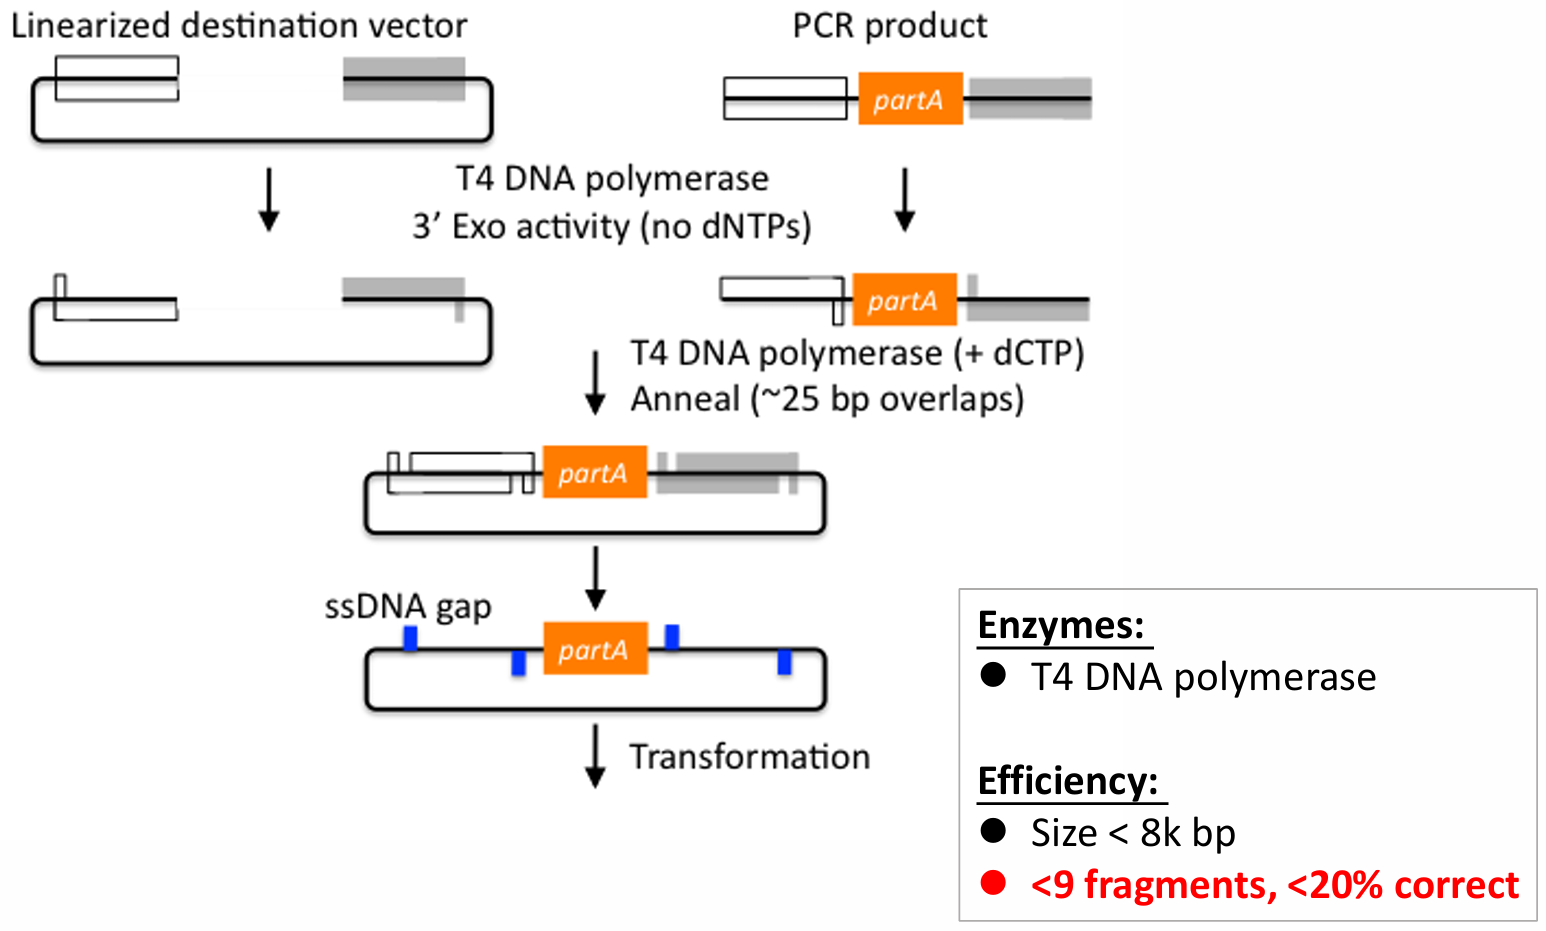 Linearized destination vector
PCR product
partA
T4 DNA polymerase
3’ Exo activity (no dNTPs)
partA
T4 DNA polymerase (+ dCTP)
Anneal (~25 bp overlaps)
partA
ssDNA gap
partA
Transformation
Enzymes:
● T4 DNA polymerase
Efficiency:
● Size < 8k bp
● <9 fragments, <20% correct